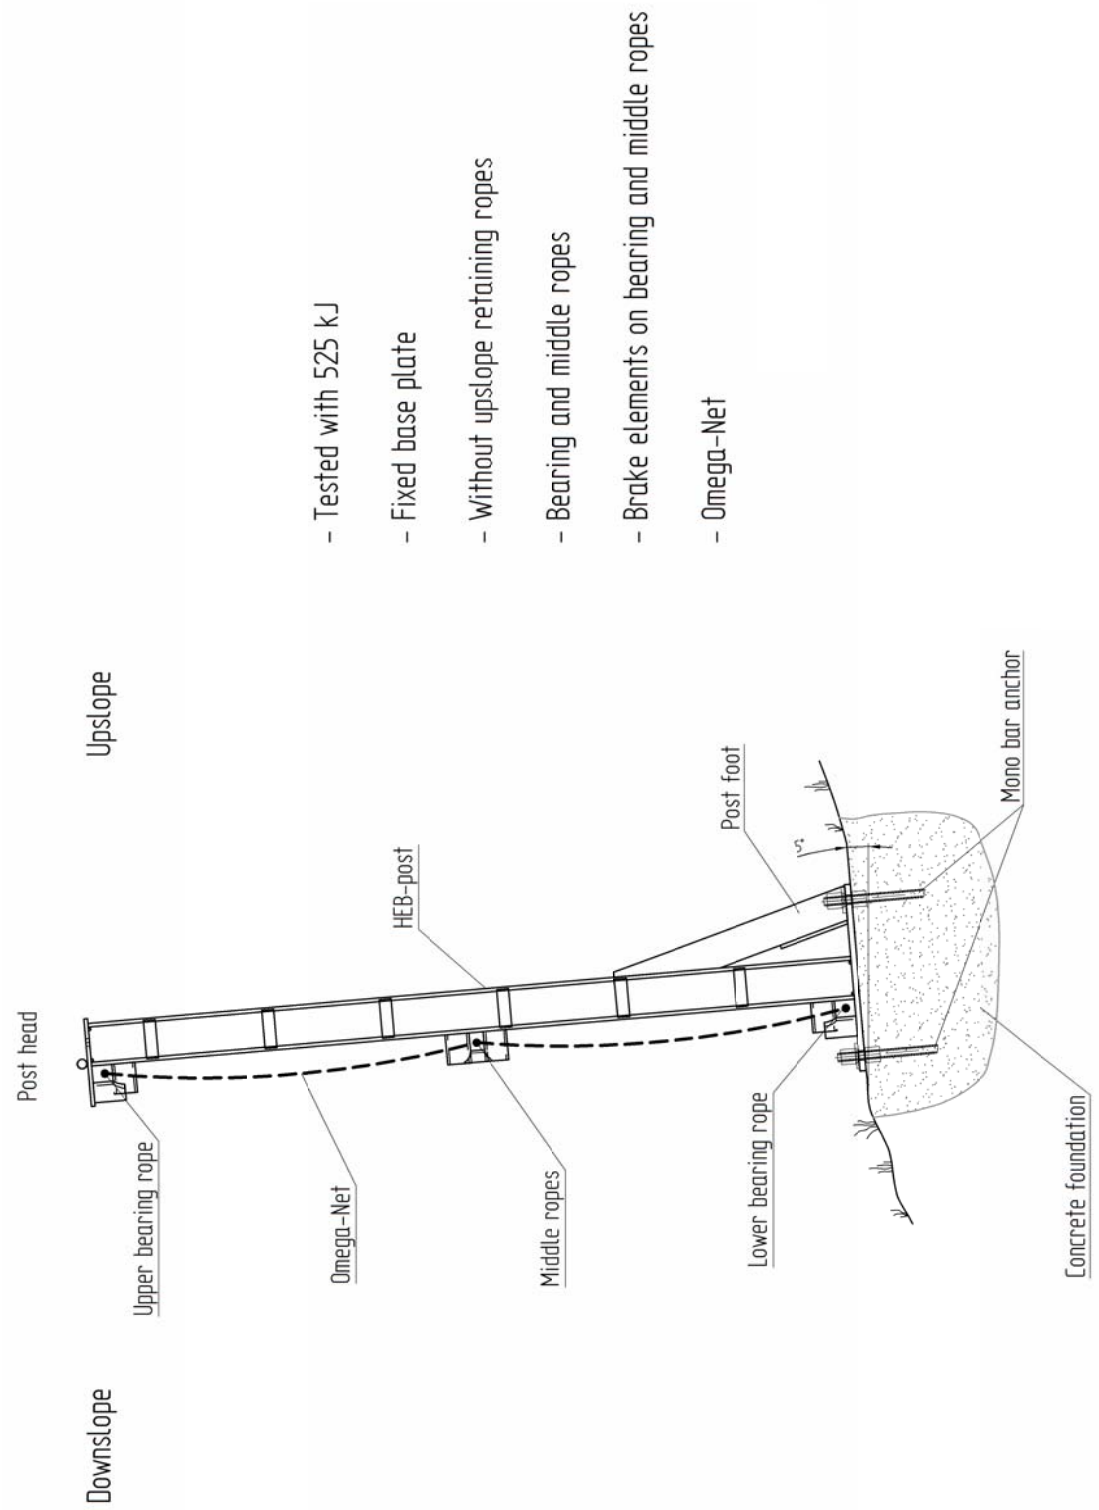 Post head
Downslope
Upslope
Upper bearing rope
HEB-post
Omega-Net
Middle ropes
Post foot
Lower bearing rope
5°
Mono bar anchor
Concrete foundation
- Tested with 525 kJ
- Fixed base plate
- Without upslope retaining ropes
- Bearing and middle ropes
- Brake elements on bearing and middle ropes
- Omega-Net